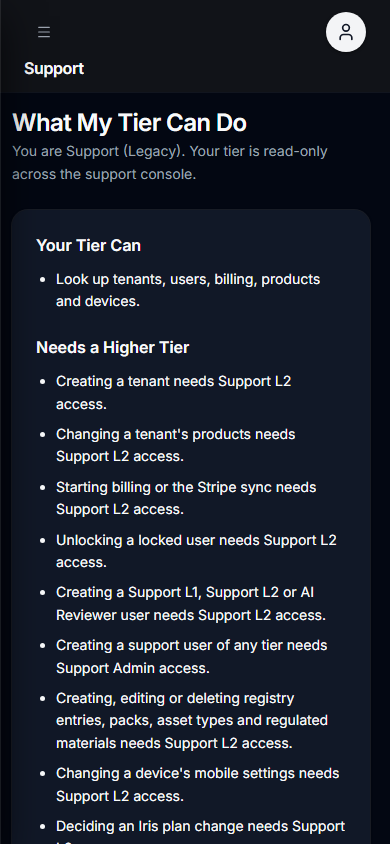 Support
What My Tier Can Do
You are Support (Legacy). Your tier is read-only
across the support console.
Your Tier Can
• Look up tenants, users, billing, products
and devices.
Needs a Higher Tier
• Creating a tenant needs Support L2
access.
• Changing a tenant's products needs
Support L2 access.
• Starting billing or the Stripe sync needs
Support L2 access.
• Unlocking a locked user needs Support L2
access.
• Creating a Support L1, Support L2 or AI
Reviewer user needs Support L2 access.
• Creating a support user of any tier needs
Support Admin access.
• Creating, editing or deleting registry
entries, packs, asset types and regulated
materials needs Support L2 access.
• Changing a device's mobile settings needs
Support L2 access.
• Deciding an Iris plan change needs Support